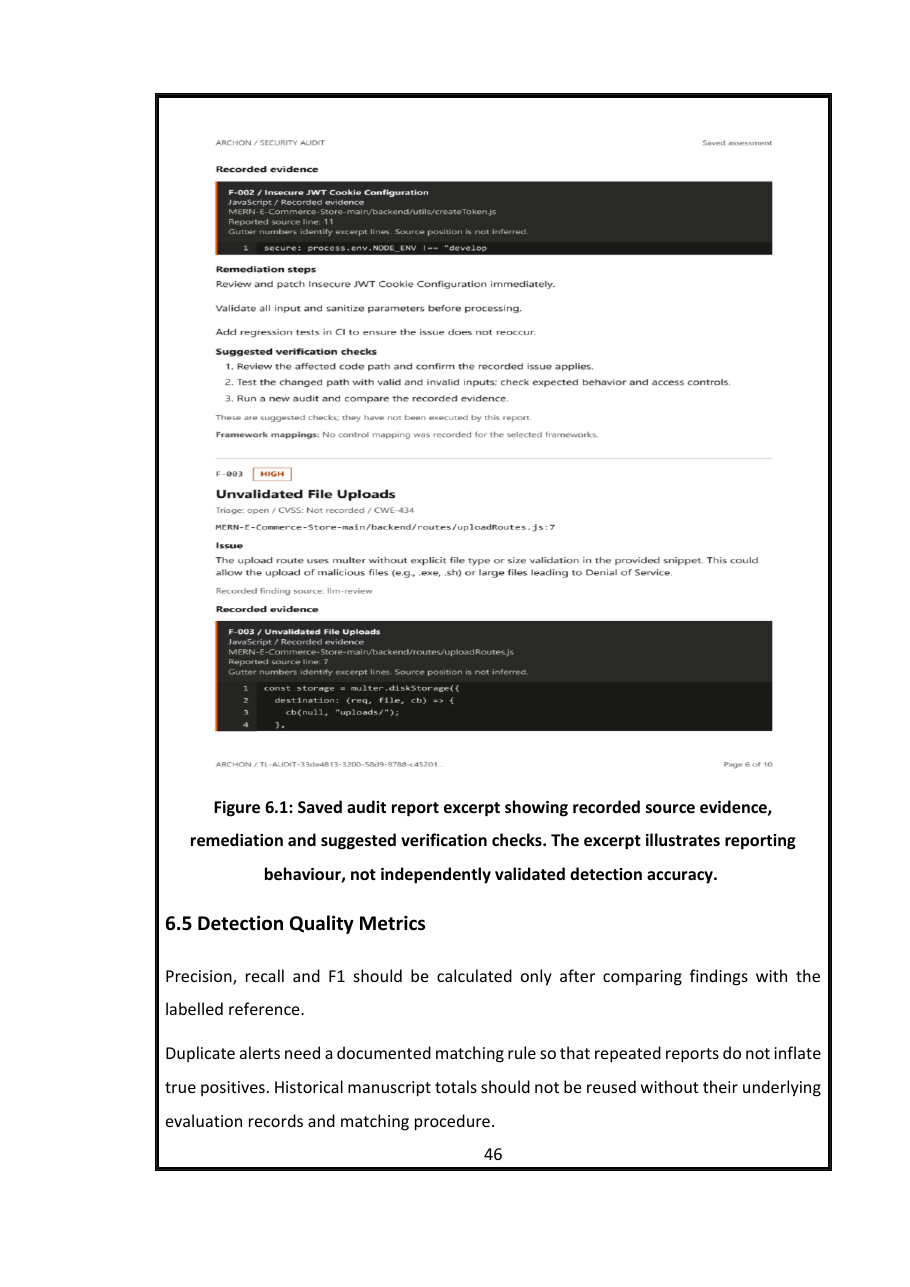 ARCHON / SECURITY AUDIT Saved assessment
Recorded evidence
F-002 / Insecure JWT Cookie Configuration
JavaScript / Recorded evidence
MERN-E-Commerce-Store-main/backend/utils/createToken.js
Reported source line: 11
Gutter numbers identify excerpt lines. Source position is not inferred.
1 secure: process.env.NODE_ENV !== "develop
Remediation steps
Review and patch Insecure JWT Cookie Configuration immediately.
Validate all input and sanitize parameters before processing.
Add regression tests in CI to ensure the issue does not reoccur.
Suggested verification checks
1. Review the affected code path and confirm the recorded issue applies.
2. Test the changed path with valid and invalid inputs; check expected behavior and access controls.
3. Run a new audit and compare the recorded evidence.
These are suggested checks; they have not been executed by this report.
Framework mappings: No control mapping was recorded for the selected frameworks.
F-003 HIGH
Unvalidated File Uploads
Triage: open / CVSS: Not recorded / CWE-434
MERN-E-Commerce-Store-main/backend/routes/uploadRoutes.js:7
Issue
The upload route uses multer without explicit file type or size validation in the provided snippet. This could
allow the upload of malicious files (e.g., .exe, .sh) or large files leading to Denial of Service.
Recorded finding source: llm-review
Recorded evidence
F-003 / Unvalidated File Uploads
JavaScript / Recorded evidence
MERN-E-Commerce-Store-main/backend/routes/uploadRoutes.js
Reported source line: 7
Gutter numbers identify excerpt lines. Source position is not inferred.
1 const storage = multer.diskStorage({
2 destination: (req, file, cb) => {
3 cb(null, "uploads/");
4 },
ARCHON / TL-AUDIT-33de4813-3200-58d9-9788-c45201... Page 6 of 10
Figure 6.1: Saved audit report excerpt showing recorded source evidence,
remediation and suggested verification checks. The excerpt illustrates reporting
behaviour, not independently validated detection accuracy.
6.5 Detection Quality Metrics
Precision, recall and F1 should be calculated only after comparing findings with the
labelled reference.
Duplicate alerts need a documented matching rule so that repeated reports do not inflate
true positives. Historical manuscript totals should not be reused without their underlying
evaluation records and matching procedure.
46